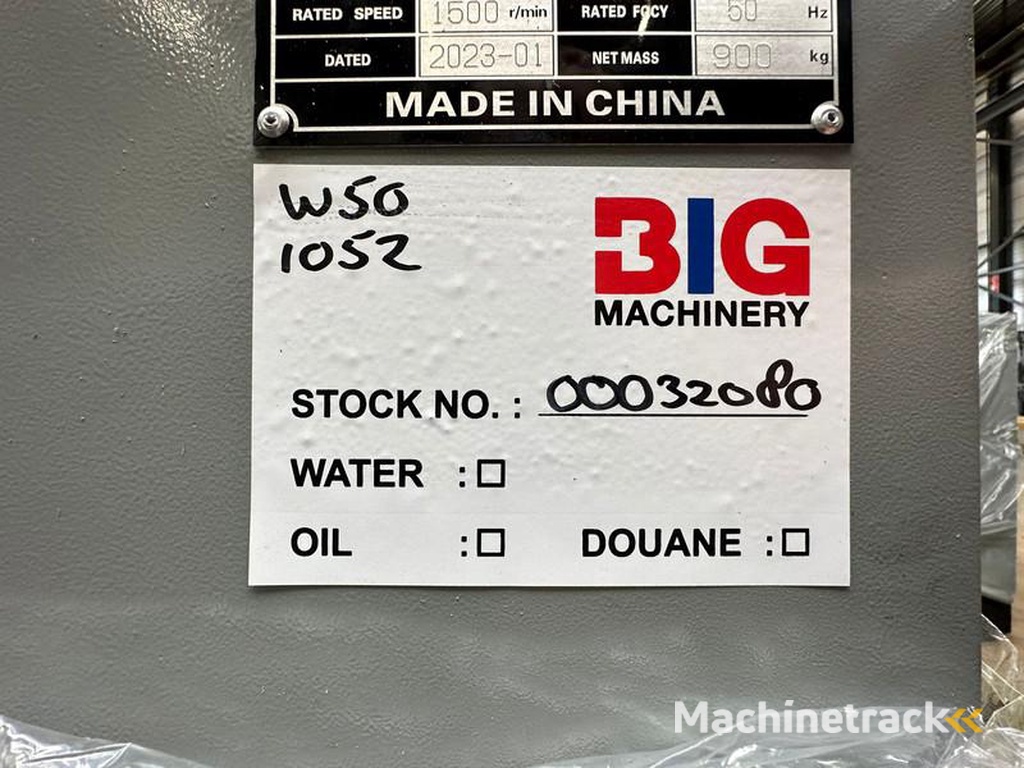 RATED SPEED 1500 r/min RATED FQCY 50 Hz
DATED 2023-01 NET MASS 900 kg
MADE IN CHINA
W50
1052
BIG
MACHINERY
STOCK NO. : 00032080
WATER : □
OIL : □ DOUANE : □
Machinetrack